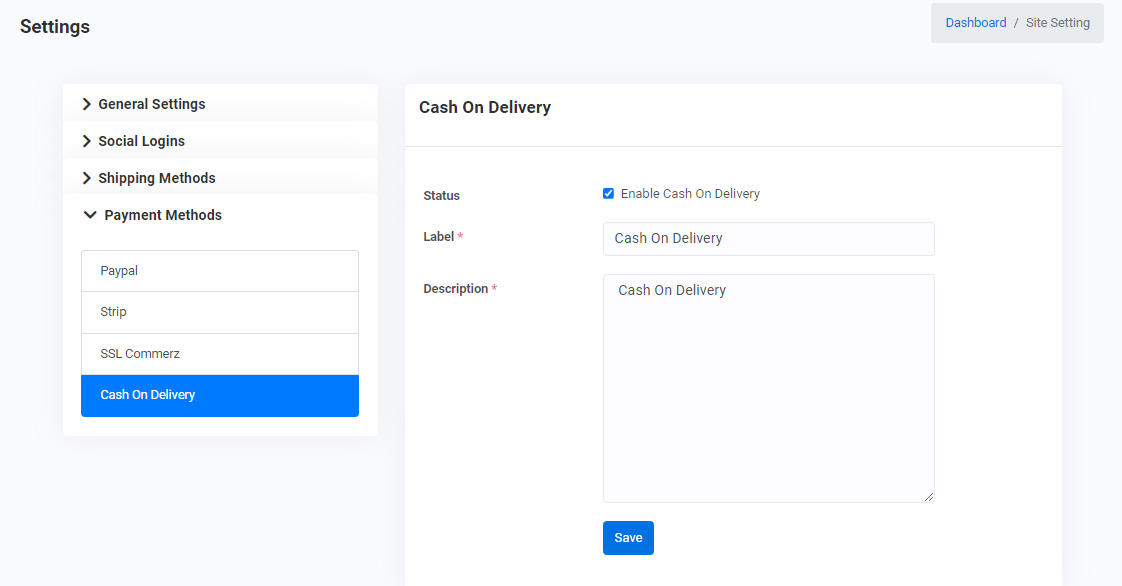 Settings
Dashboard / Site Setting
General Settings
Social Logins
Shipping Methods
Payment Methods
Paypal
Strip
SSL Commerz
Cash On Delivery
Cash On Delivery
Status
Enable Cash On Delivery
Label *
Cash On Delivery
Description *
Cash On Delivery
Save